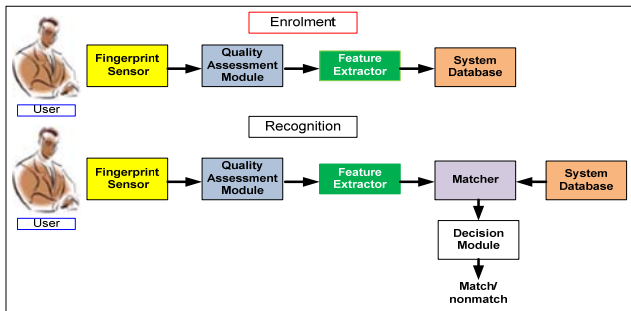 Enrolment
Fingerprint
Sensor
Quality
Assessment
Module
Feature
Extractor
System
Database
User
Recognition
Fingerprint
Sensor
Quality
Assessment
Module
Feature
Extractor
Matcher
System
Database
User
Decision
Module
Match/
nonmatch